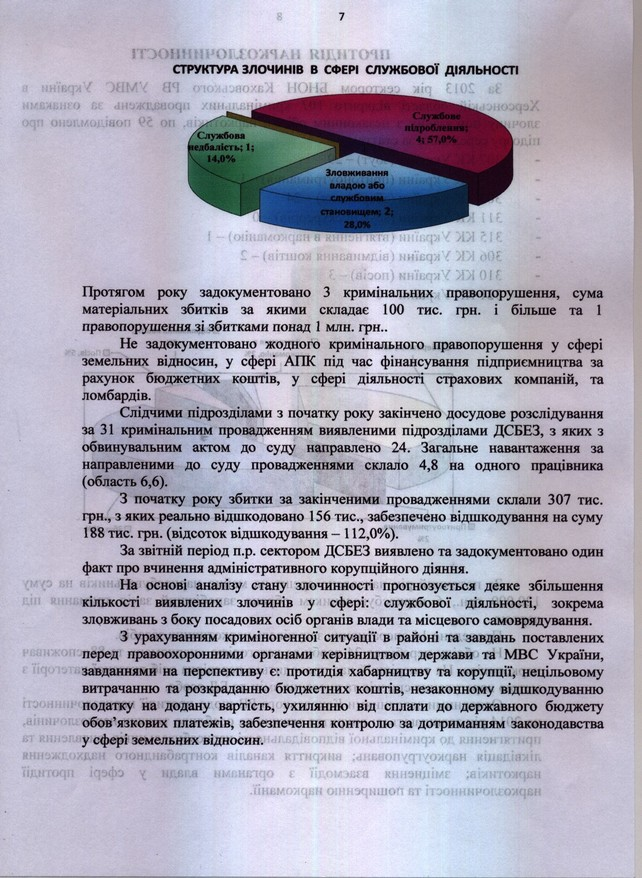 7
СТРУКТУРА ЗЛОЧИНІВ В СФЕРІ СЛУЖБОВОЇ ДІЯЛЬНОСТІ
Службове
підроблення;
4; 57,0%
Службова
недбалість; 1;
14,0%
Зловживання
владою або
службовим
становищем; 2;
28,0%
Протягом року задокументовано 3 кримінальних правопорушення, сума
матеріальних збитків за якими складає 100 тис. грн. і більше та 1
правопорушення зі збитками понад 1 млн. грн..
Не задокументовано жодного кримінального правопорушення у сфері
земельних відносин, у сфері АПК під час фінансування підприємництва за
рахунок бюджетних коштів, у сфері діяльності страхових компаній, та
ломбардів.
Слідчими підрозділами з початку року закінчено досудове розслідування
за 31 кримінальним провадженням виявленими підрозділами ДСБЕЗ, з яких з
обвинувальним актом до суду направлено 24. Загальне навантаження за
направленими до суду провадженнями склало 4,8 на одного працівника
(область 6,6).
З початку року збитки за закінченими провадженнями склали 307 тис.
грн., з яких реально відшкодовано 156 тис., забезпечено відшкодування на суму
188 тис. грн. (відсоток відшкодування – 112,0%).
За звітній період п.р. сектором ДСБЕЗ виявлено та задокументовано один
факт про вчинення адміністративного корупційного діяння.
На основі аналізу стану злочинності прогнозується деяке збільшення
кількості виявлених злочинів у сфері: службової діяльності, зокрема
зловживань з боку посадових осіб органів влади та місцевого самоврядування.
З урахуванням криміногенної ситуації в районі та завдань поставлених
перед правоохоронними органами керівництвом держави та МВС України,
завданнями на перспективу є: протидія хабарництву та корупції, нецільовому
витрачанню та розкраданню бюджетних коштів, незаконному відшкодуванню
податку на додану вартість, ухилянню від сплати до державного бюджету
обов’язкових платежів, забезпечення контролю за дотриманням законодавства
у сфері земельних відносин.